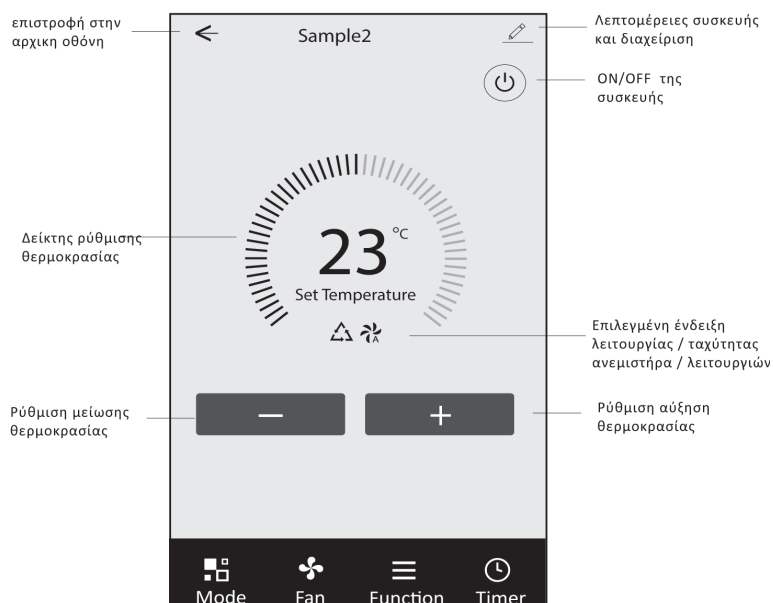 επιστροφή στην
αρχικη οθόνη
Sample2
Λεπτομέρειες συσκευής
και διαχείριση
ON/OFF της
συσκευής
Δείκτης ρύθμισης
θερμοκρασίας
23 °C
Set Temperature
A
Επιλεγμένη ένδειξη
λειτουργίας / ταχύτητας
ανεμιστήρα / λειτουργιών
Ρύθμιση μείωσης
θερμοκρασίας
−
+
Ρύθμιση αύξηση
θερμοκρασίας
Mode Fan Function Timer